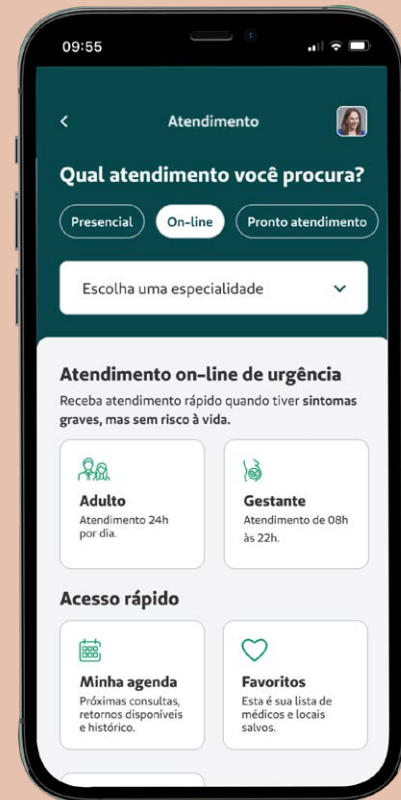 09:55
Atendimento
Qual atendimento você procura?
Presencial
On-line
Pronto atendimento
Escolha uma especialidade
Atendimento on-line de urgência
Receba atendimento rápido quando tiver sintomas
graves, mas sem risco à vida.
Adulto
Atendimento 24h
por dia.
Gestante
Atendimento de 08h
às 22h.
Acesso rápido
Minha agenda
Próximas consultas,
retornos disponíveis
e histórico.
Favoritos
Esta é sua lista de
médicos e locais
salvos.